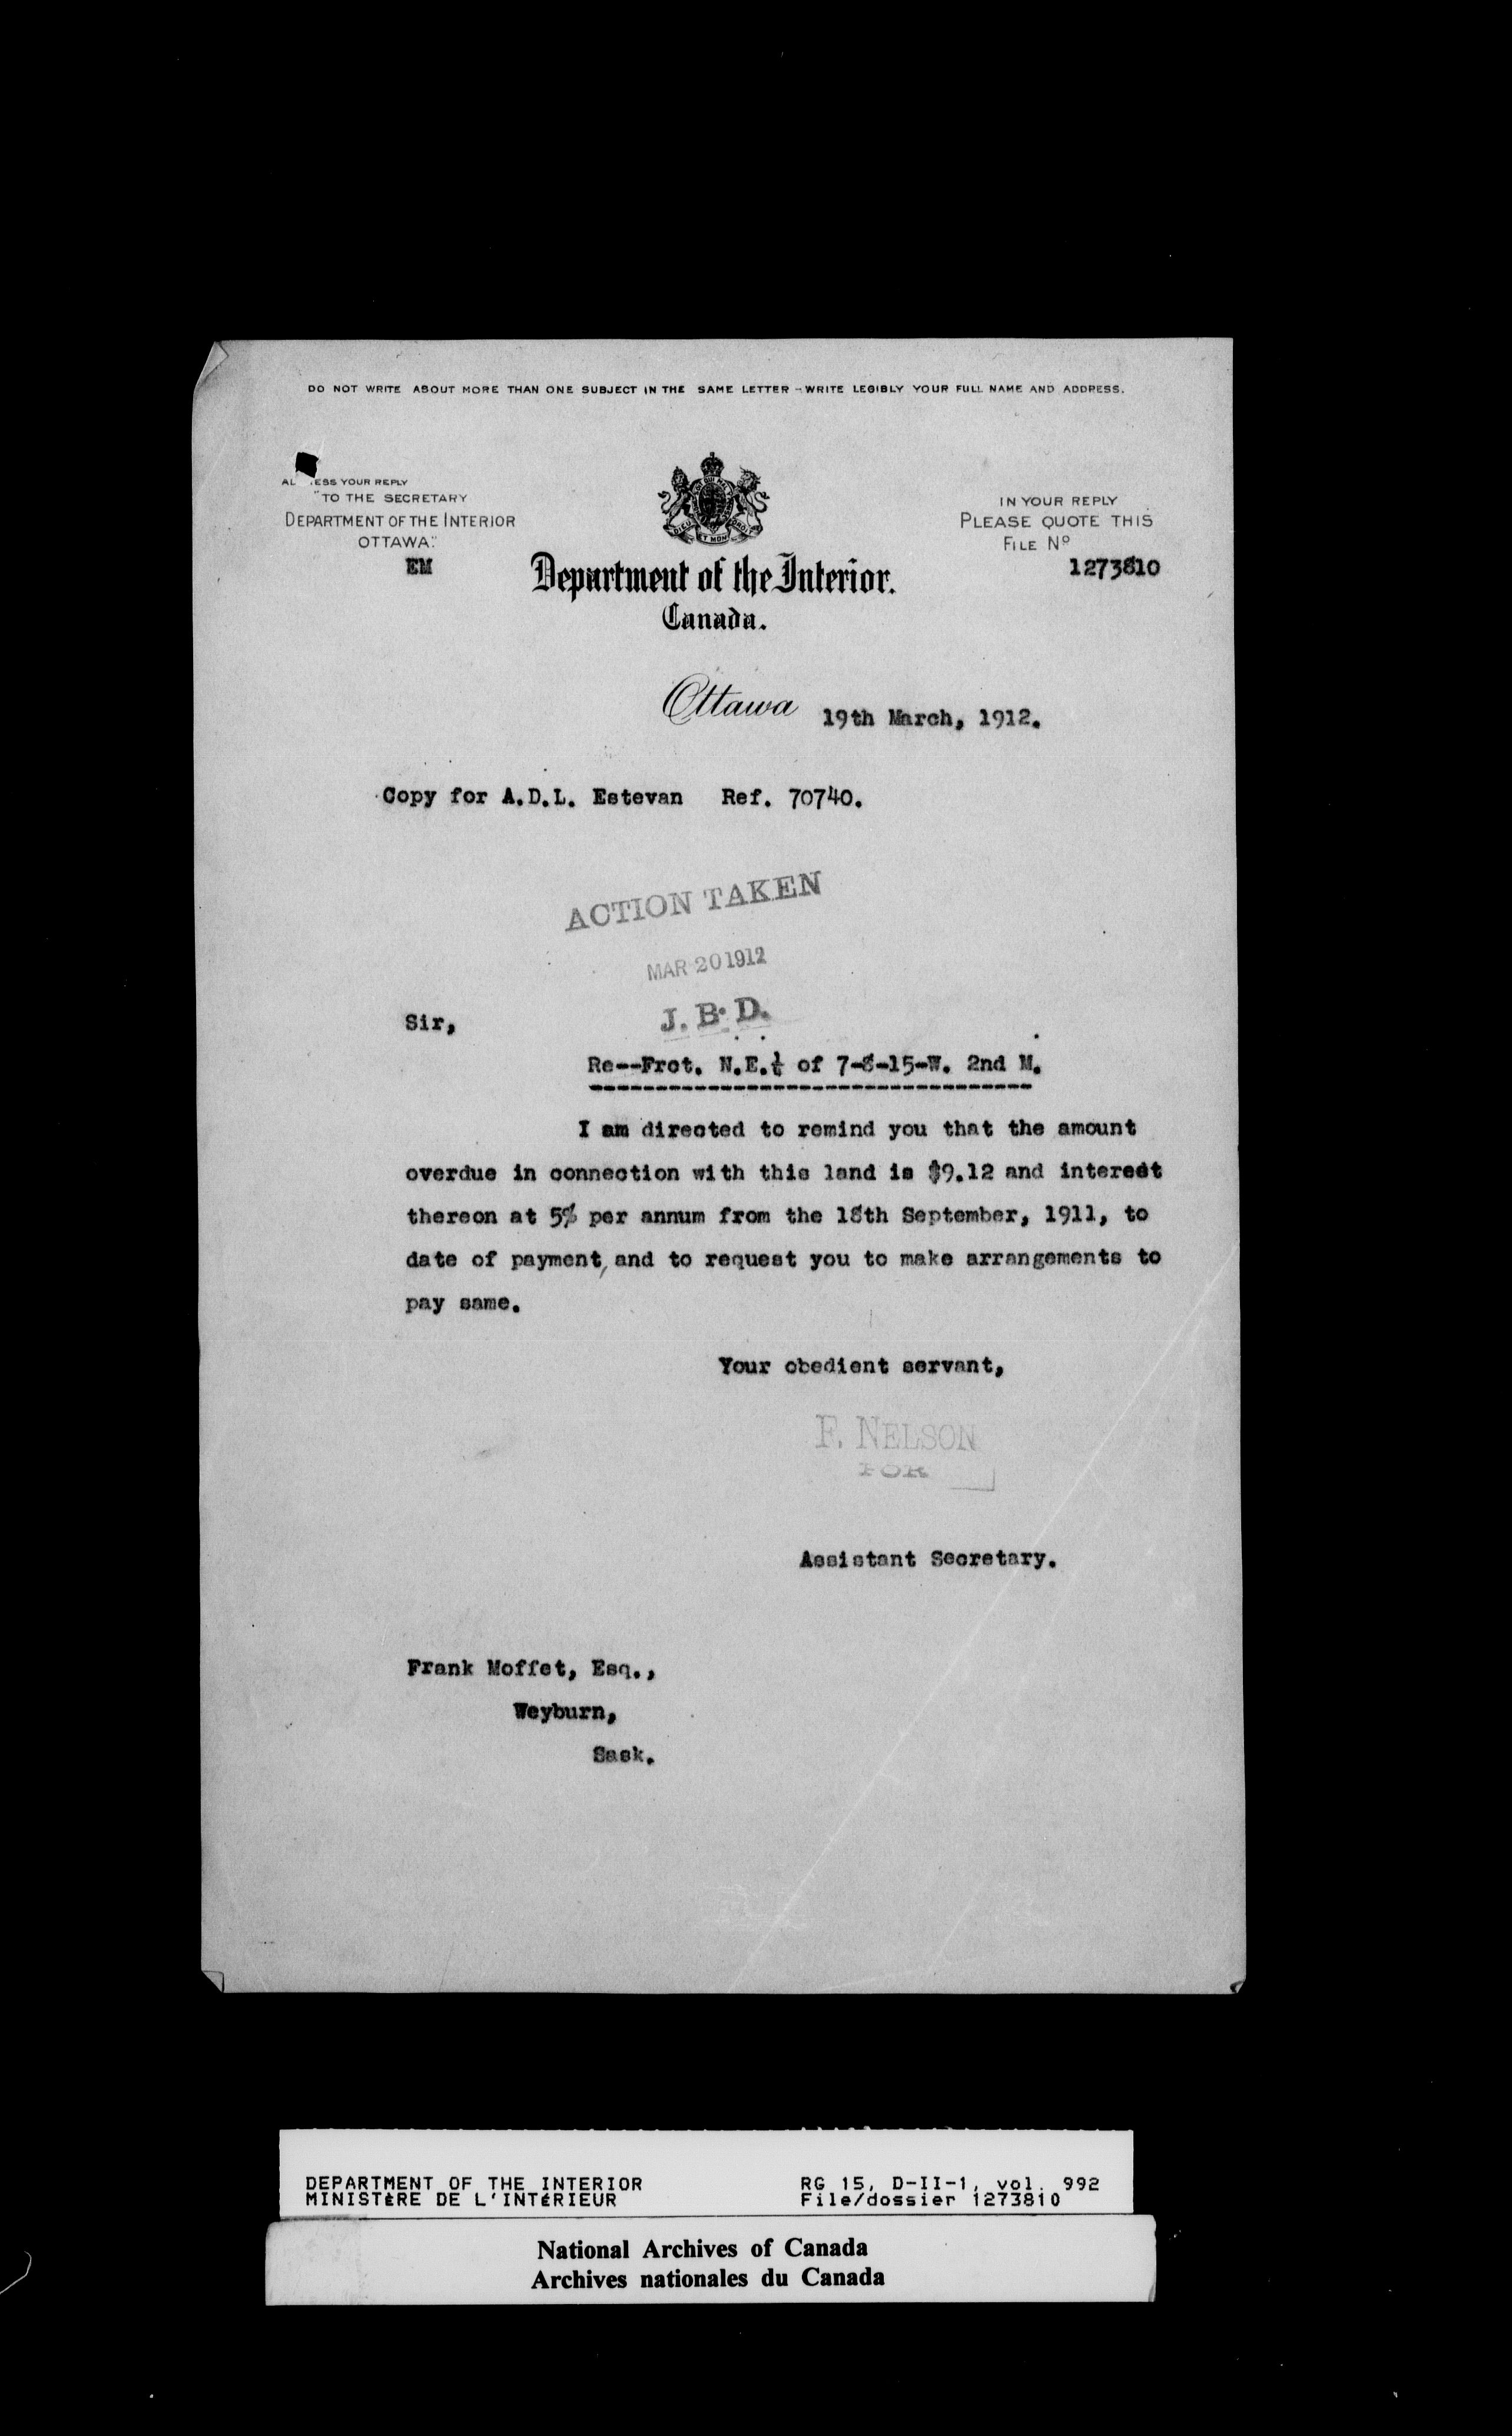 DO NOT WRITE ABOUT MORE THAN ONE SUBJECT IN THE SAME LETTER - WRITE LEGIBLY YOUR FULL NAME AND ADDRESS.
YOUR REPLY
"TO THE SECRETARY
DEPARTMENT OF THE INTERIOR
OTTAWA."
EM
IN YOUR REPLY
PLEASE QUOTE THIS
FILE No
1273810
DIEU ET MON DROIT
Department of the Interior.
Canada.
Ottawa 19th March, 1912.
Copy for A.D.L. Estevan Ref. 70740.
ACTION TAKEN
MAR 20 1912
J. B. D.
Sir,
Re--Frct. N.E.¼ of 7-8-15-W. 2nd M.
I am directed to remind you that the amount
overdue in connection with this land is $9.12 and interest
thereon at 5% per annum from the 18th September, 1911, to
date of payment, and to request you to make arrangements to
pay same.
Your obedient servant,
F. NELSON
FOR
Assistant Secretary.
Frank Moffet, Esq.,
Weyburn,
Sask.
DEPARTMENT OF THE INTERIOR
MINISTÈRE DE L'INTÉRIEUR
RG 15, D-II-1, vol. 992
File/dossier 1273810
National Archives of Canada
Archives nationales du Canada